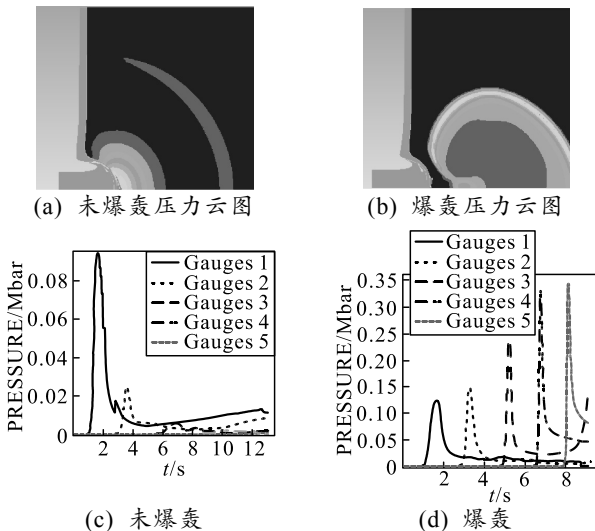 (a) 未爆轰压力云图
(b) 爆轰压力云图
PRESSURE/Mbar
0.08
0.06
0.04
0.02
0
2 4 6 8 10 12
t/s
Gauges 1
Gauges 2
Gauges 3
Gauges 4
Gauges 5
(c) 未爆轰
PRESSURE/Mbar
0.35
0.30
0.25
0.20
0.15
0.10
0.05
0
2 4 6 8
t/s
Gauges 1
Gauges 2
Gauges 3
Gauges 4
Gauges 5
(d) 爆轰